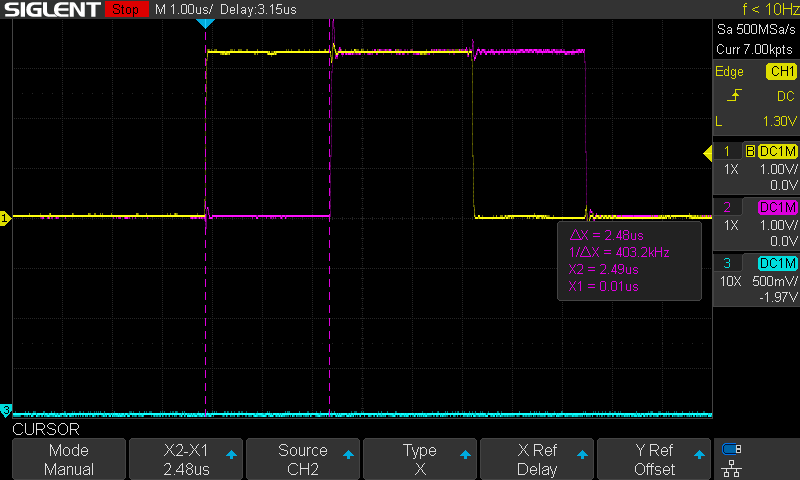 SIGLENT Stop M 1.00us/ Delay:3.15us f < 10Hz
Sa 500MSa/s
Curr 7.00kpts
Edge CH1
DC
L 1.30V
1 B DC1M
1X 1.00V/
0.0V
2 DC1M
1X 1.00V/
0.0V
3 DC1M
10X 500mV/
-1.97V
1
△X = 2.48us
1/△X = 403.2kHz
X2 = 2.49us
X1 = 0.01us
3
CURSOR
Mode X2-X1 Source Type X Ref Y Ref
Manual 2.48us CH2 X Delay Offset